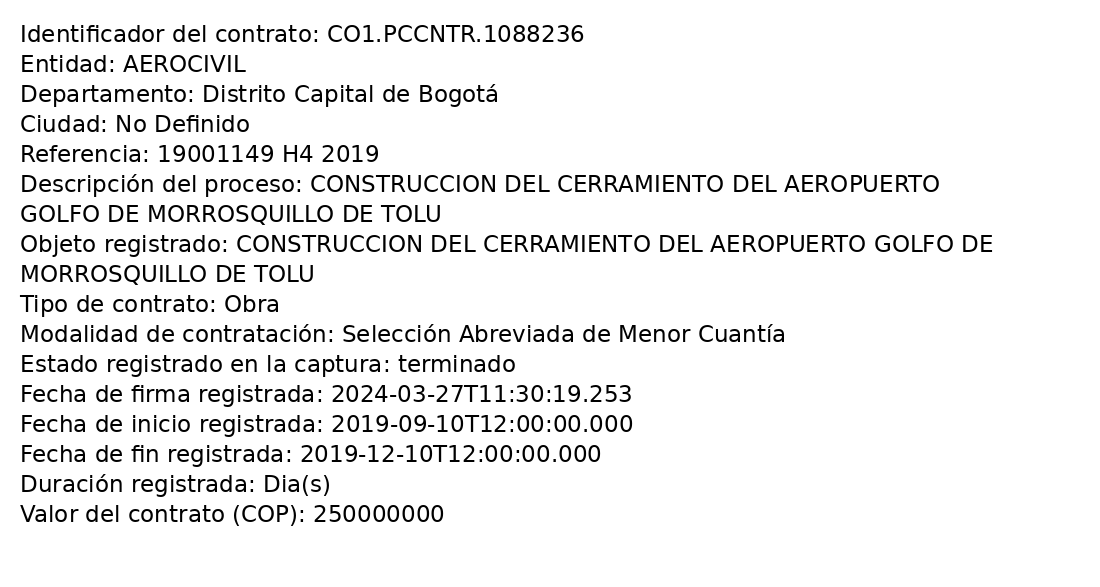 Identificador del contrato: CO1.PCCNTR.1088236
Entidad: AEROCIVIL
Departamento: Distrito Capital de Bogotá
Ciudad: No Definido
Referencia: 19001149 H4 2019
Descripción del proceso: CONSTRUCCION DEL CERRAMIENTO DEL AEROPUERTO
GOLFO DE MORROSQUILLO DE TOLU
Objeto registrado: CONSTRUCCION DEL CERRAMIENTO DEL AEROPUERTO GOLFO DE
MORROSQUILLO DE TOLU
Tipo de contrato: Obra
Modalidad de contratación: Selección Abreviada de Menor Cuantía
Estado registrado en la captura: terminado
Fecha de firma registrada: 2024-03-27T11:30:19.253
Fecha de inicio registrada: 2019-09-10T12:00:00.000
Fecha de fin registrada: 2019-12-10T12:00:00.000
Duración registrada: Dia(s)
Valor del contrato (COP): 250000000